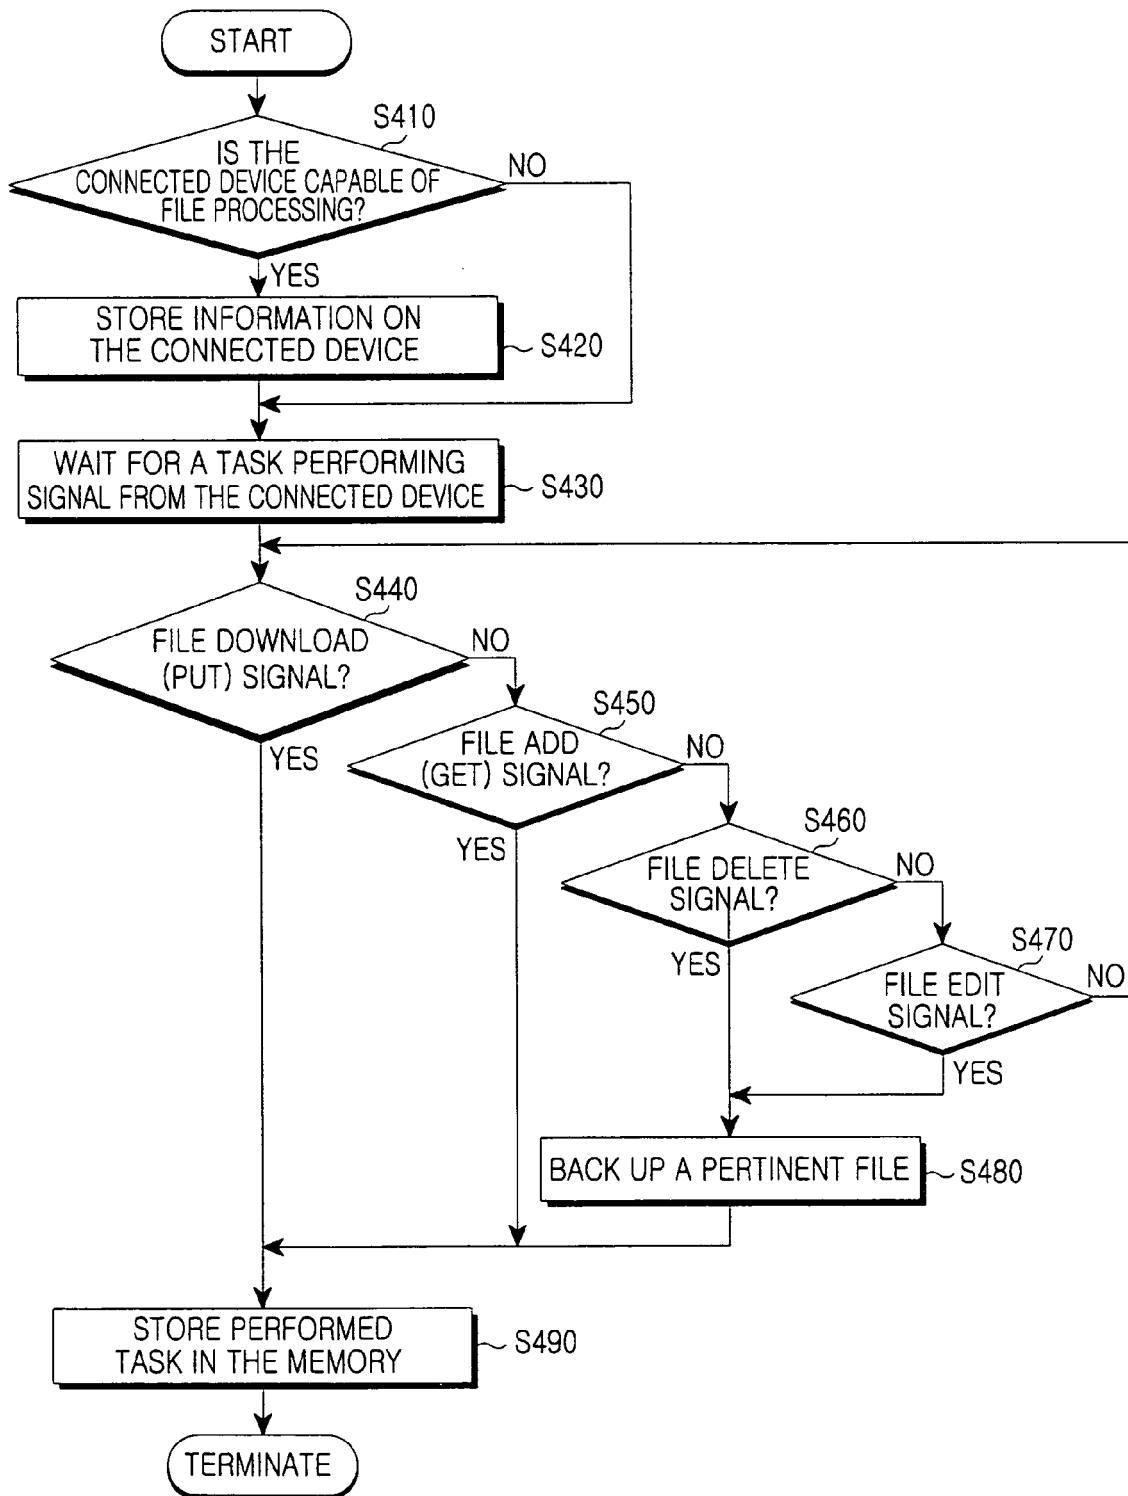 START
S410
IS THE
CONNECTED DEVICE CAPABLE OF
FILE PROCESSING?
NO
YES
STORE INFORMATION ON
THE CONNECTED DEVICE
S420
WAIT FOR A TASK PERFORMING
SIGNAL FROM THE CONNECTED DEVICE
S430
S440
FILE DOWNLOAD
(PUT) SIGNAL?
NO
YES
S450
FILE ADD
(GET) SIGNAL?
NO
YES
S460
FILE DELETE
SIGNAL?
NO
YES
S470
FILE EDIT
SIGNAL?
NO
YES
BACK UP A PERTINENT FILE
S480
STORE PERFORMED
TASK IN THE MEMORY
S490
TERMINATE